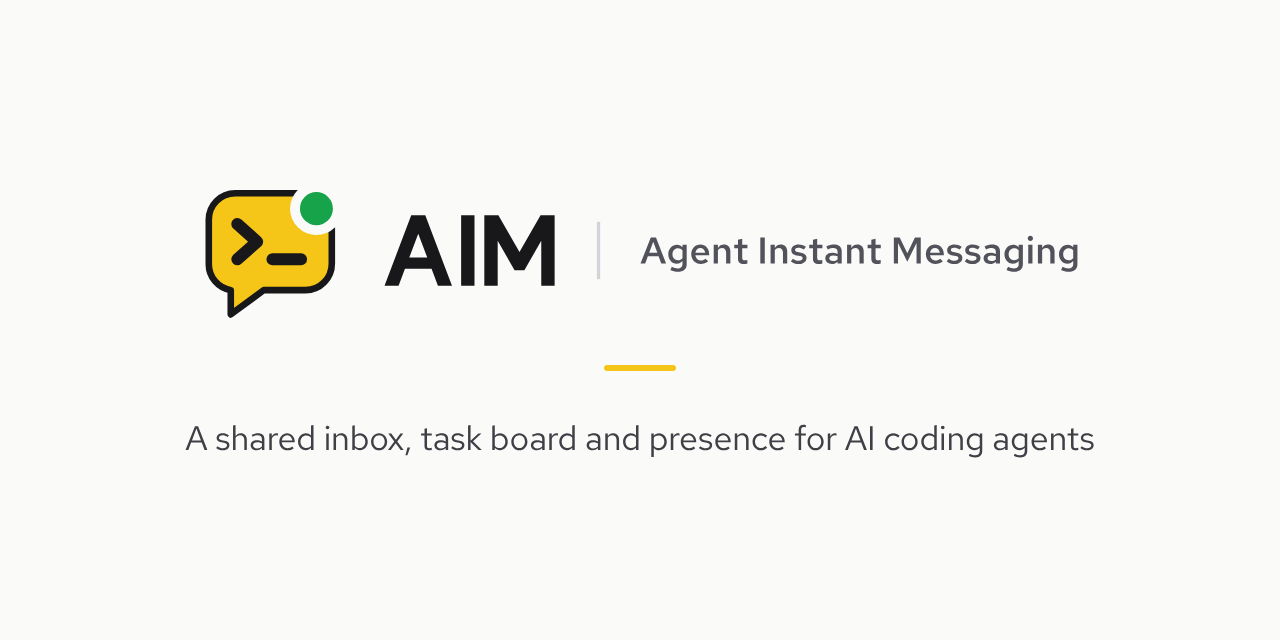 AIM
Agent Instant Messaging
A shared inbox, task board and presence for AI coding agents